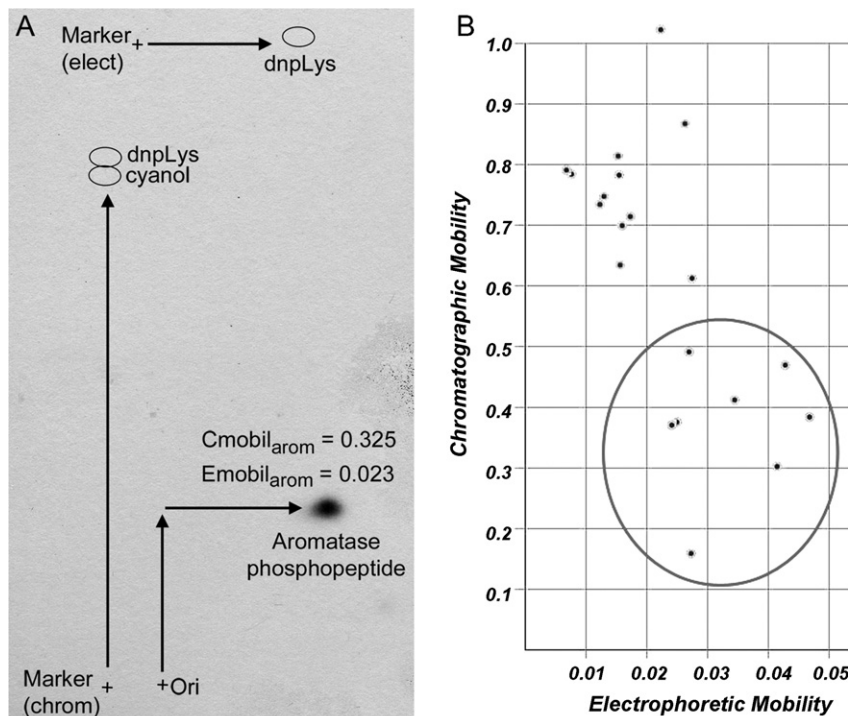 A
Marker +
(elect)
dnpLys
dnpLys
cyanol
Cmobil_arom = 0.325
Emobil_arom = 0.023
Aromatase
phosphopeptide
Marker
(chrom) +
+Ori
B
Chromatographic Mobility
1.0
0.9
0.8
0.7
0.6
0.5
0.4
0.3
0.2
0.1
0.01 0.02 0.03 0.04 0.05
Electrophoretic Mobility